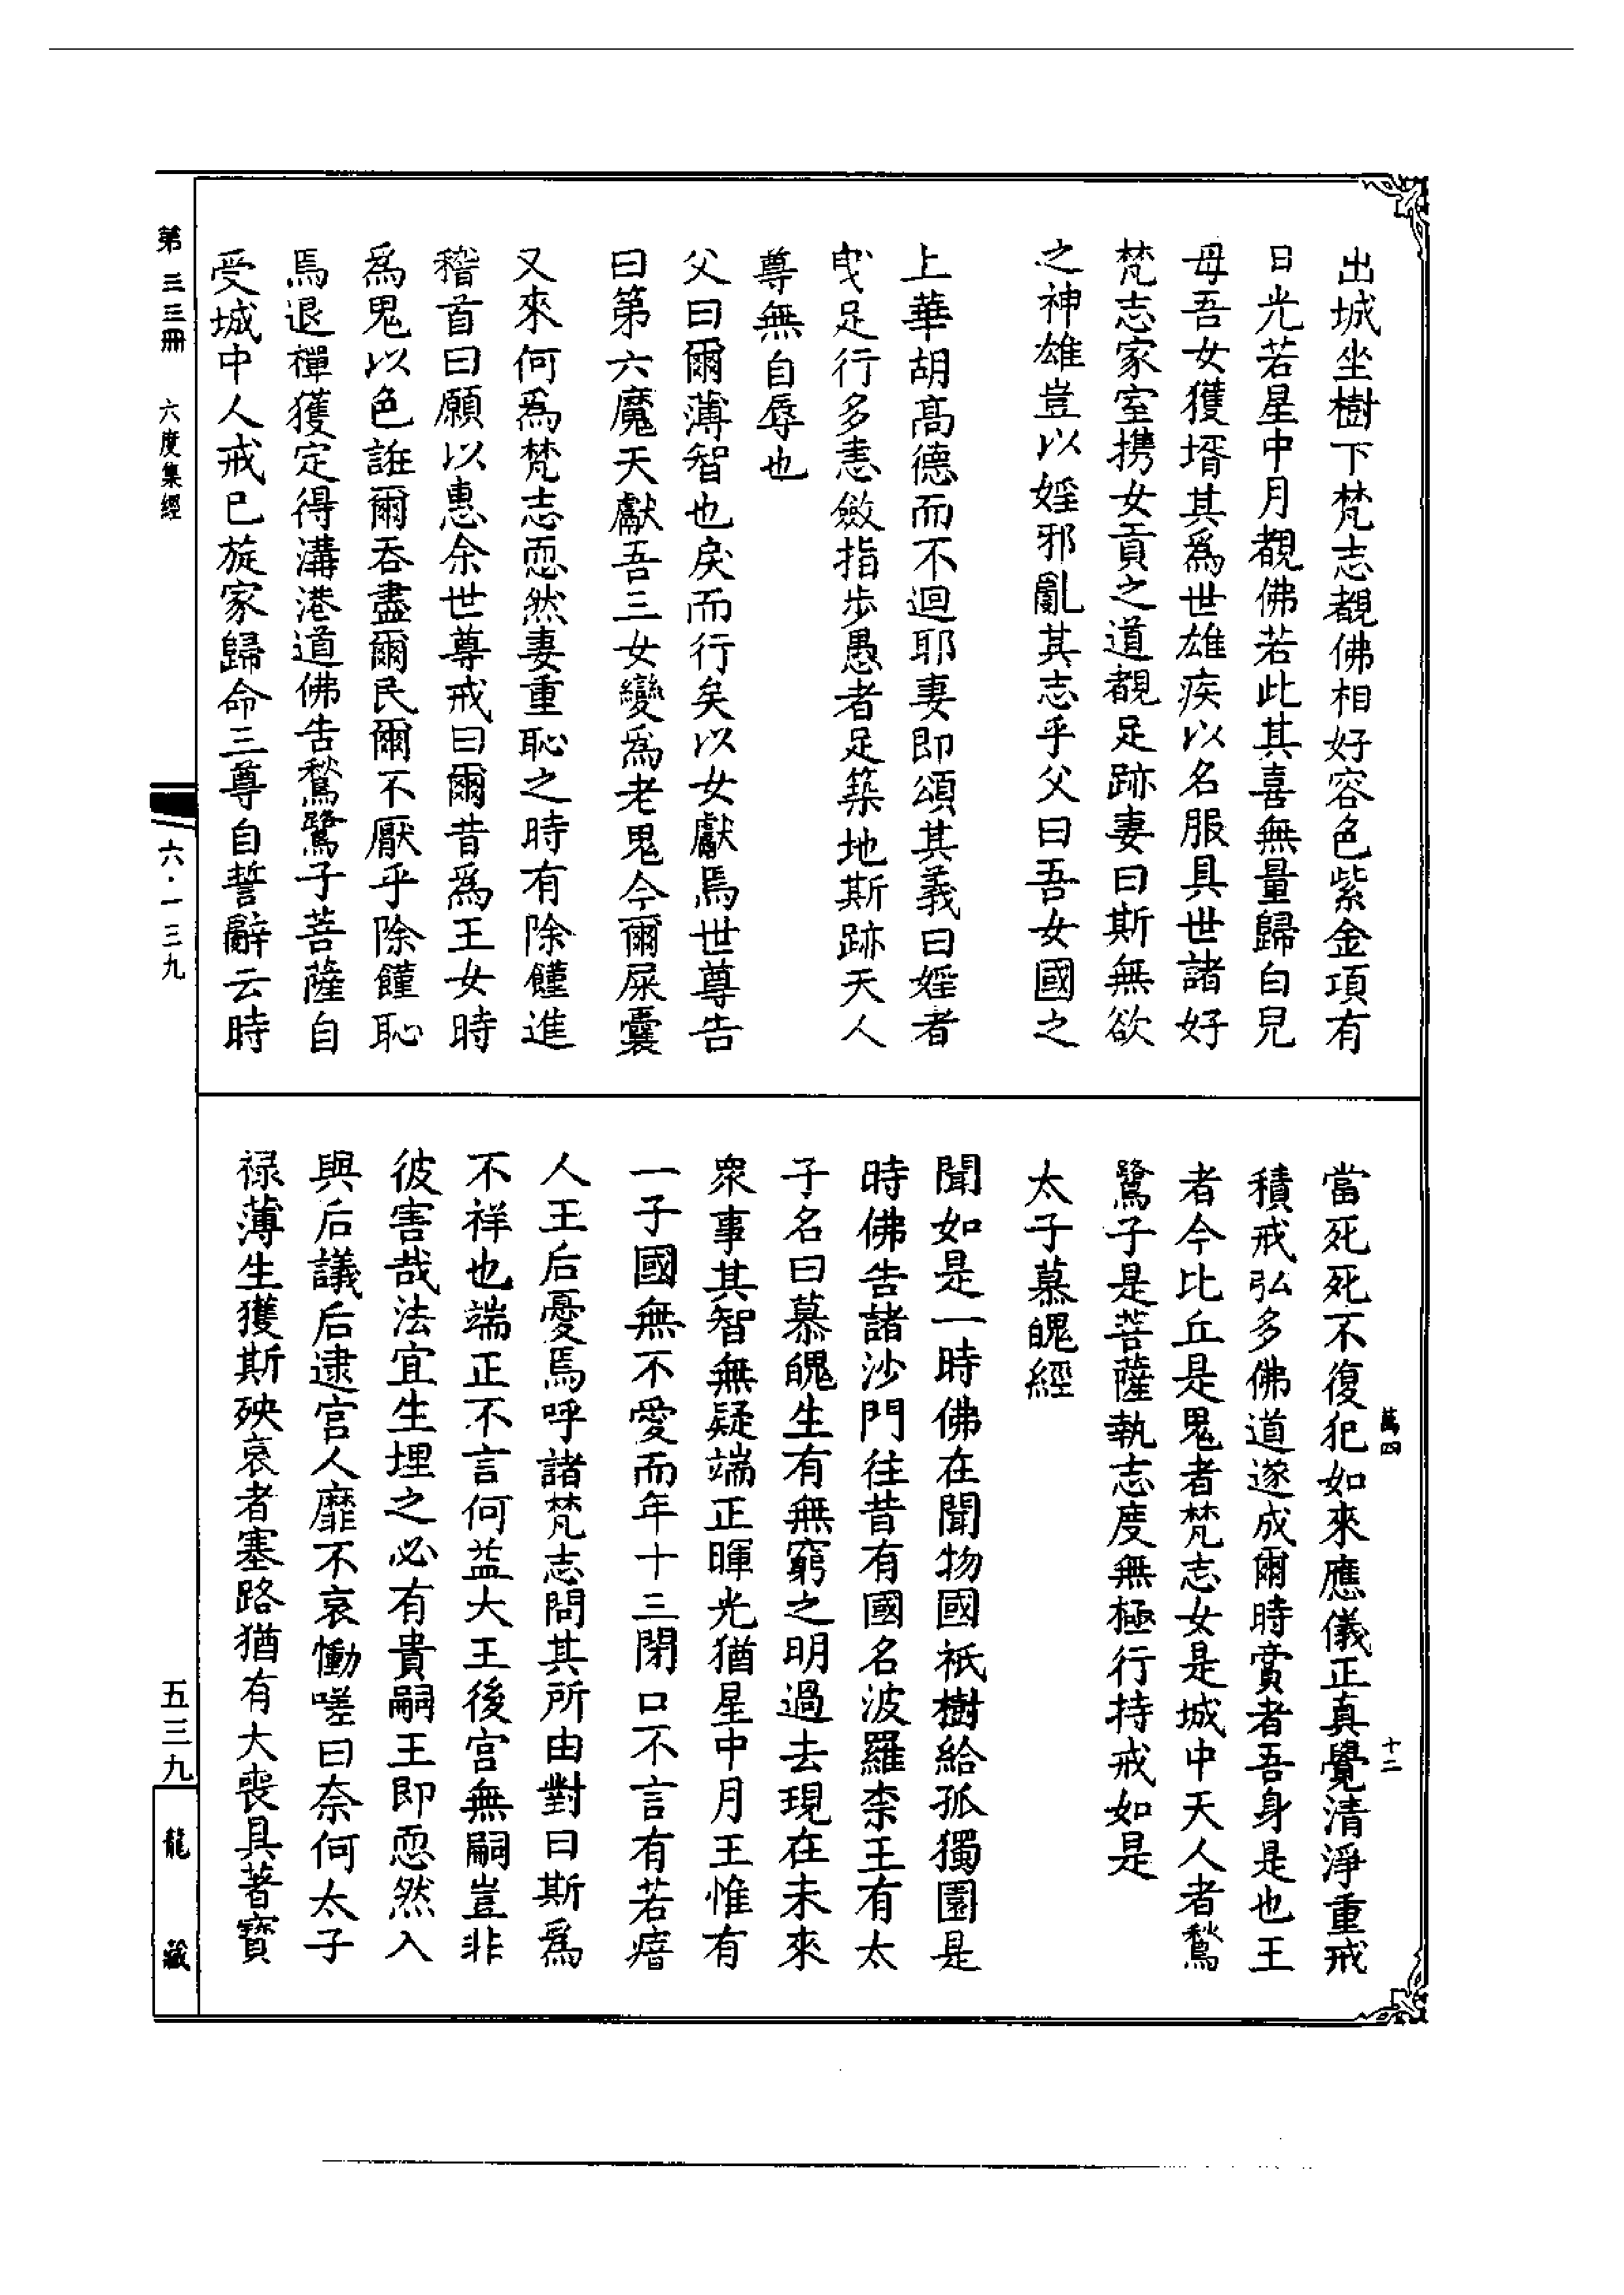 出城坐樹下梵志覩佛相好容色紫金項有
日光若星中月覩佛若此其喜無量歸白兒
母吾女獲壻其爲世雄疾以名服具世諸好
梵志家室携女貢之道覩足跡妻曰斯無欲
之神雄豈以婬邪亂其志乎父曰吾女國之
上華胡高德而不迴耶妻即頌其義曰婬者
曳足行多恚斂指步愚者足築地斯跡天人
尊無自辱也
父曰爾薄智也戾而行矣以女獻焉世尊告
曰第六魔天獻吾三女變爲老鬼今爾屎囊
又來何爲梵志恧然妻重恥之時有除饉進
稽首曰願以惠余世尊戒曰爾昔爲王女時
爲鬼以色誑爾吞盡爾民爾不厭乎除饉恥
焉退禪獲定得溝港道佛告鶖鷺子菩薩自
受城中人戒已旋家歸命三尊自誓辭云時
當死死不復犯如來應儀正真覺清淨重戒
積戒弘多佛道遂成爾時賣者吾身是也王
者今比丘是鬼者梵志女是城中天人者鶖
鷺子是菩薩執志度無極行持戒如是
太子慕魄經
聞如是一時佛在聞物國祇樹給孤獨園是
時佛告諸沙門往昔有國名波羅柰王有太
子名曰慕魄生有無窮之明過去現在未來
衆事其智無疑端正暉光猶星中月王惟有
一子國無不愛而年十三閉口不言有若瘖
人王后憂焉呼諸梵志問其所由對曰斯爲
不祥也端正不言何益大王後宮無嗣豈非
彼害哉法宜生埋之必有貴嗣王即恧然入
與后議后逮宮人靡不哀慟嗟曰奈何太子
祿薄生獲斯殃哀者塞路猶有大喪具著寶
萬四
十二
第三三冊 六度集經
六·一三九
五三九
龍藏